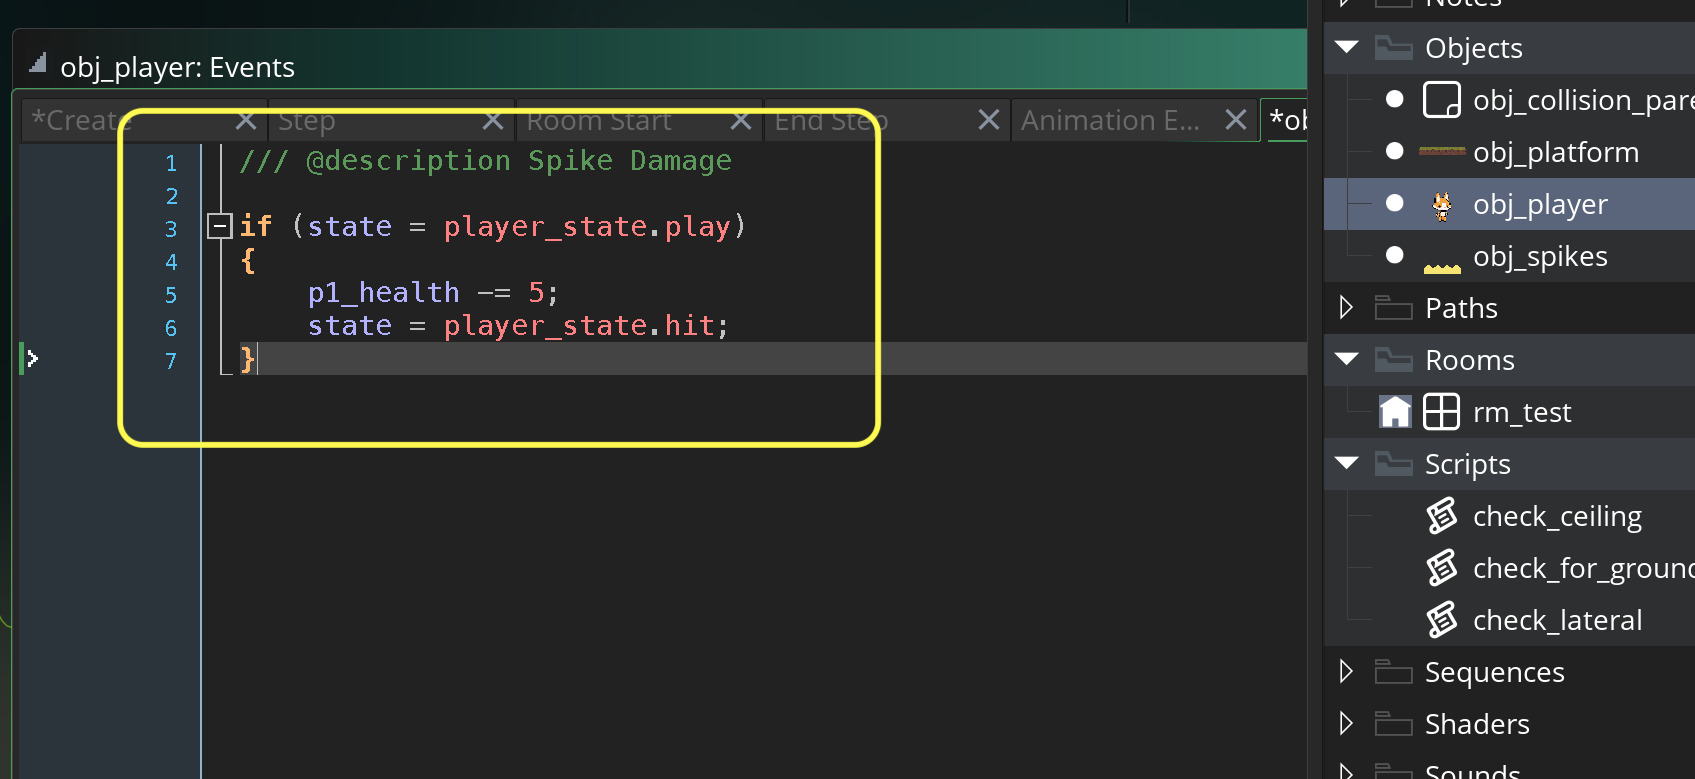 Notes
obj_player: Events
*Create
Step
Room Start
End Step
Animation E...
*ob
1 /// @description Spike Damage
2
3 if (state = player_state.play)
4 {
5 p1_health -= 5;
6 state = player_state.hit;
7 }
Objects
obj_collision_pare
obj_platform
obj_player
obj_spikes
Paths
Rooms
rm_test
Scripts
check_ceiling
check_for_ground
check_lateral
Sequences
Shaders
Sounds